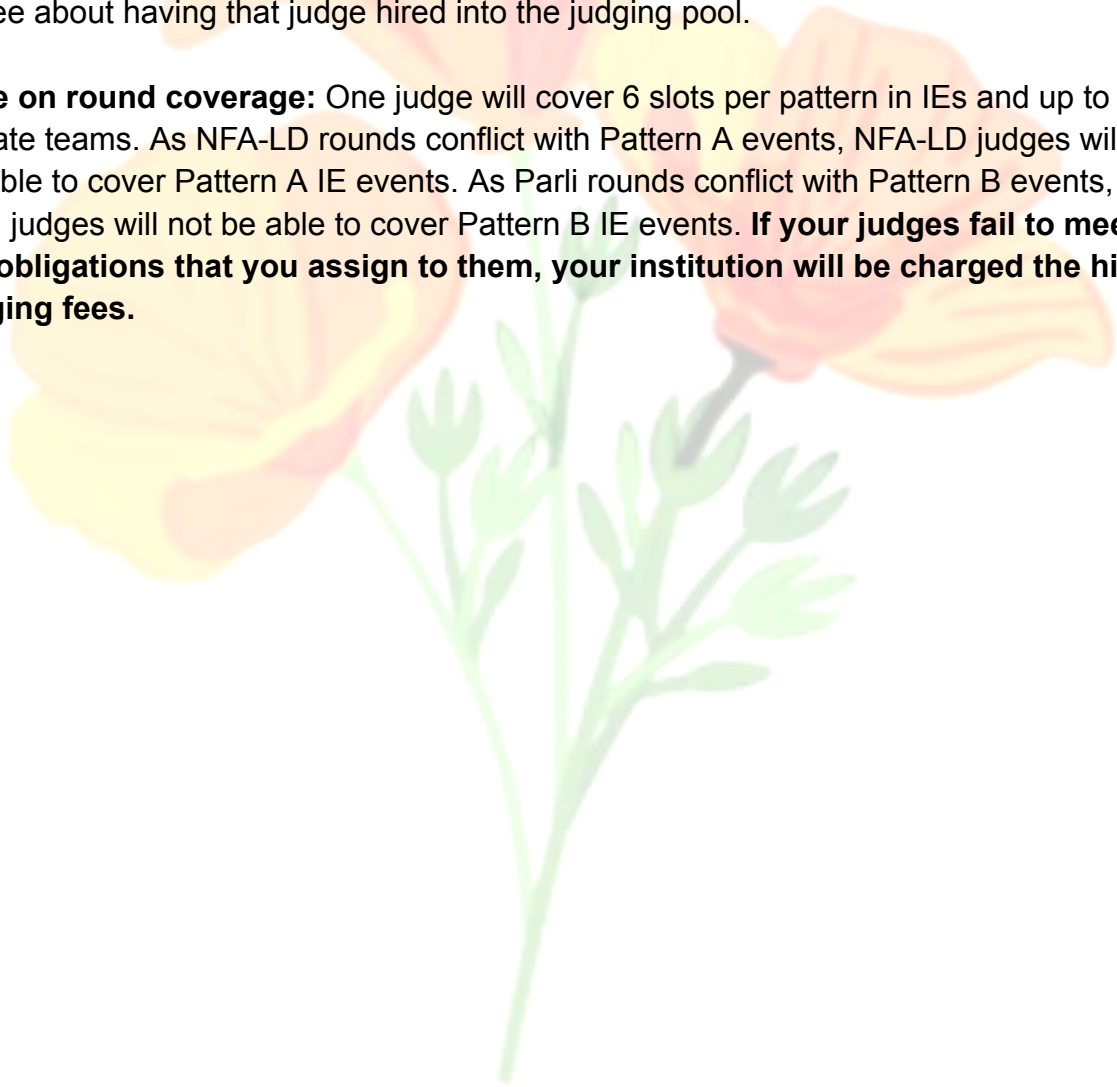 ee about having that judge hired into the judging pool.
e on round coverage: One judge will cover 6 slots per pattern in IEs and up to
ate teams. As NFA-LD rounds conflict with Pattern A events, NFA-LD judges wil
ble to cover Pattern A IE events. As Parli rounds conflict with Pattern B events,
judges will not be able to cover Pattern B IE events. If your judges fail to mee
obligations that you assign to them, your institution will be charged the hi
ging fees.